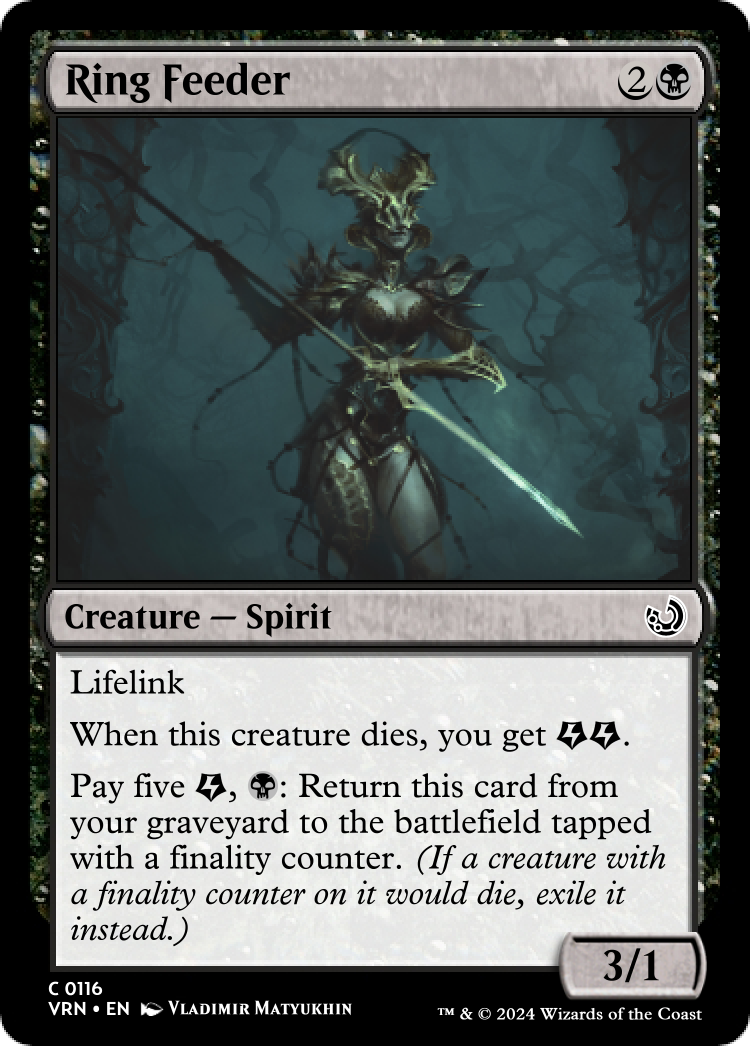 Ring Feeder 2
Creature — Spirit
Lifelink
When this creature dies, you get .
Pay five , : Return this card from
your graveyard to the battlefield tapped
with a finality counter. (If a creature with
a finality counter on it would die, exile it
instead.)
3/1
C 0116
VRN • EN VLADIMIR MATYUKHIN
™ & © 2024 Wizards of the Coast